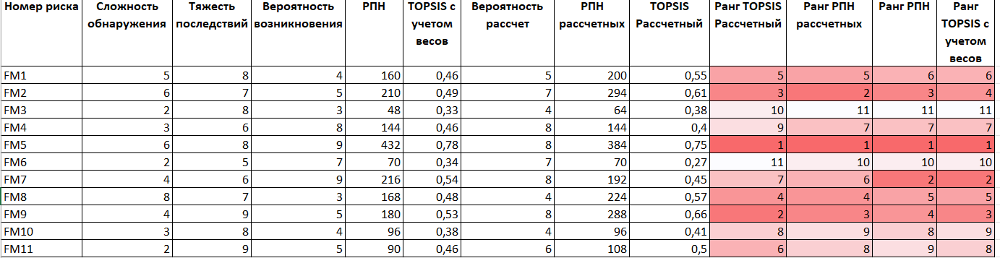 Номер риска | Сложность обнаружения | Тяжесть последствий | Вероятность возникновения | РПН | TOPSIS с учетом весов | Вероятность рассчет | РПН рассчетных | TOPSIS Рассчетный | Ранг TOPSIS Рассчетный | Ранг РПН рассчетных | Ранг РПН | Ранг TOPSIS с учетом весов
FM1 | 5 | 8 | 4 | 160 | 0,46 | 5 | 200 | 0,55 | 5 | 5 | 6 | 6
FM2 | 6 | 7 | 5 | 210 | 0,49 | 7 | 294 | 0,61 | 3 | 2 | 3 | 4
FM3 | 2 | 8 | 3 | 48 | 0,33 | 4 | 64 | 0,38 | 10 | 11 | 11 | 11
FM4 | 3 | 6 | 8 | 144 | 0,46 | 8 | 144 | 0,4 | 9 | 7 | 7 | 7
FM5 | 6 | 8 | 9 | 432 | 0,78 | 8 | 384 | 0,75 | 1 | 1 | 1 | 1
FM6 | 2 | 5 | 7 | 70 | 0,34 | 7 | 70 | 0,27 | 11 | 10 | 10 | 10
FM7 | 4 | 6 | 9 | 216 | 0,54 | 8 | 192 | 0,45 | 7 | 6 | 2 | 2
FM8 | 8 | 7 | 3 | 168 | 0,48 | 4 | 224 | 0,57 | 4 | 4 | 5 | 5
FM9 | 4 | 9 | 5 | 180 | 0,53 | 8 | 288 | 0,66 | 2 | 3 | 4 | 3
FM10 | 3 | 8 | 4 | 96 | 0,38 | 4 | 96 | 0,41 | 8 | 9 | 8 | 9
FM11 | 2 | 9 | 5 | 90 | 0,46 | 6 | 108 | 0,5 | 6 | 8 | 9 | 8